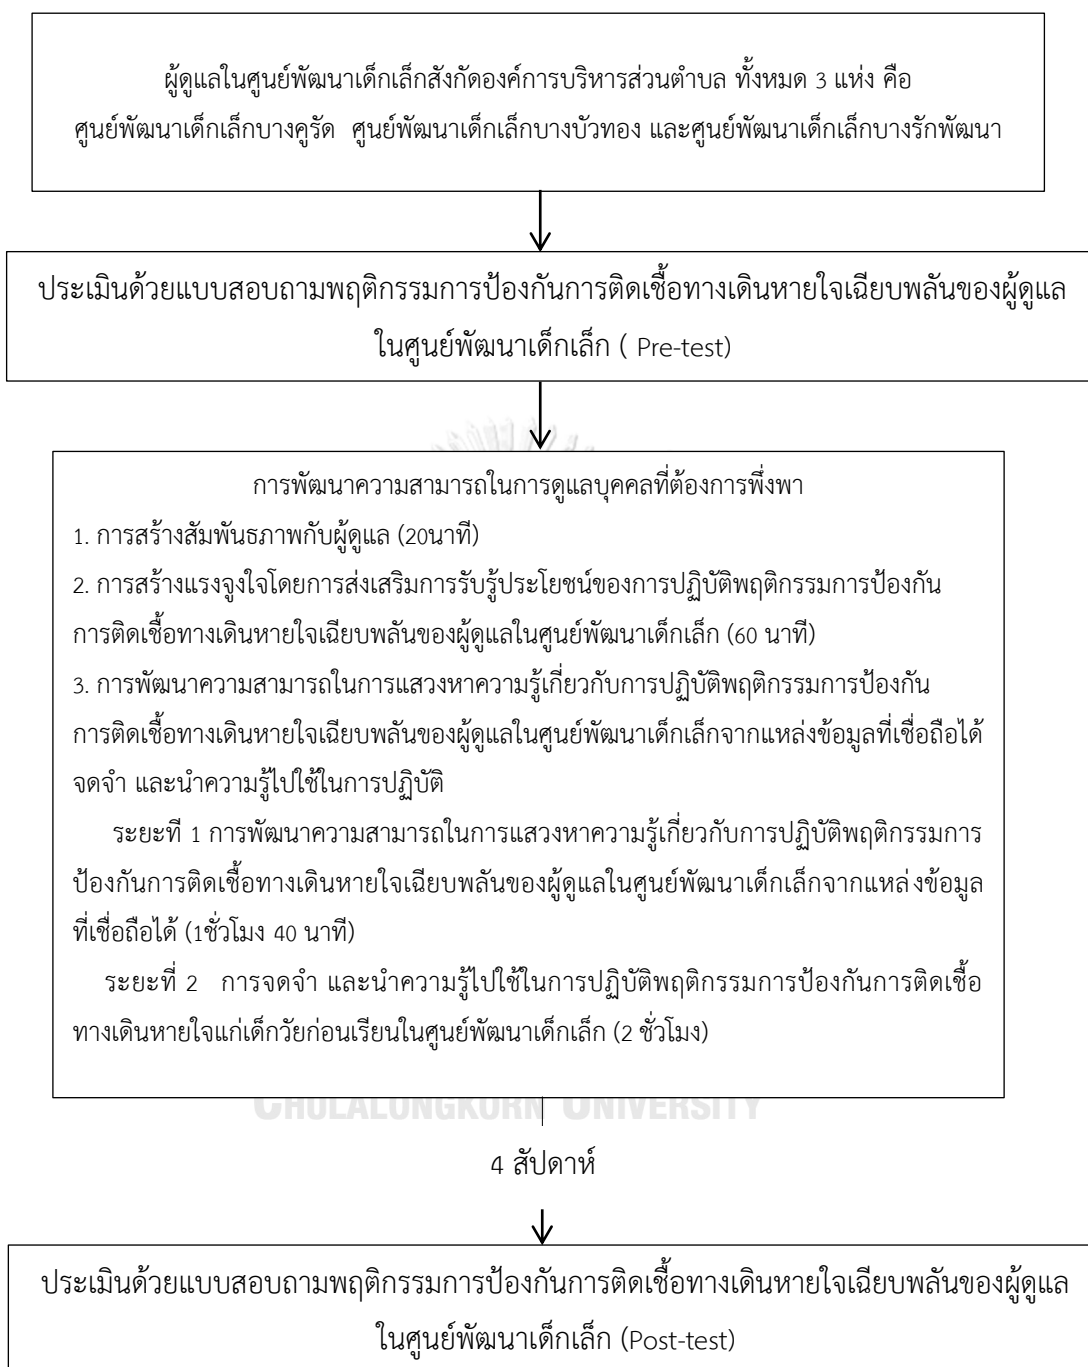 ผู้ดูแลในศูนย์พัฒนาเด็กเล็กสังกัดองค์การบริหารส่วนตำบล ทั้งหมด 3 แห่ง คือ
ศูนย์พัฒนาเด็กเล็กบางคูรัด ศูนย์พัฒนาเด็กเล็กบางบัวทอง และศูนย์พัฒนาเด็กเล็กบางรักพัฒนา
ประเมินด้วยแบบสอบถามพฤติกรรมการป้องกันการติดเชื้อทางเดินหายใจเฉียบพลันของผู้ดูแล
ในศูนย์พัฒนาเด็กเล็ก ( Pre-test)
การพัฒนาความสามารถในการดูแลบุคคลที่ต้องการพึ่งพา
1. การสร้างสัมพันธภาพกับผู้ดูแล (20นาที)
2. การสร้างแรงจูงใจโดยการส่งเสริมการรับรู้ประโยชน์ของการปฏิบัติพฤติกรรมการป้องกัน
การติดเชื้อทางเดินหายใจเฉียบพลันของผู้ดูแลในศูนย์พัฒนาเด็กเล็ก (60 นาที)
3. การพัฒนาความสามารถในการแสวงหาความรู้เกี่ยวกับการปฏิบัติพฤติกรรมการป้องกัน
การติดเชื้อทางเดินหายใจเฉียบพลันของผู้ดูแลในศูนย์พัฒนาเด็กเล็กจากแหล่งข้อมูลที่เชื่อถือได้
จดจำ และนำความรู้ไปใช้ในการปฏิบัติ
ระยะที 1 การพัฒนาความสามารถในการแสวงหาความรู้เกี่ยวกับการปฏิบัติพฤติกรรมการ
ป้องกันการติดเชื้อทางเดินหายใจเฉียบพลันของผู้ดูแลในศูนย์พัฒนาเด็กเล็กจากแหล่งข้อมูล
ที่เชื่อถือได้ (1ชั่วโมง 40 นาที)
ระยะที่ 2 การจดจำ และนำความรู้ไปใช้ในการปฏิบัติพฤติกรรมการป้องกันการติดเชื้อ
ทางเดินหายใจแก่เด็กวัยก่อนเรียนในศูนย์พัฒนาเด็กเล็ก (2 ชั่วโมง)
CHULALONGKORN UNIVERSITY
4 สัปดาห์
ประเมินด้วยแบบสอบถามพฤติกรรมการป้องกันการติดเชื้อทางเดินหายใจเฉียบพลันของผู้ดูแล
ในศูนย์พัฒนาเด็กเล็ก (Post-test)